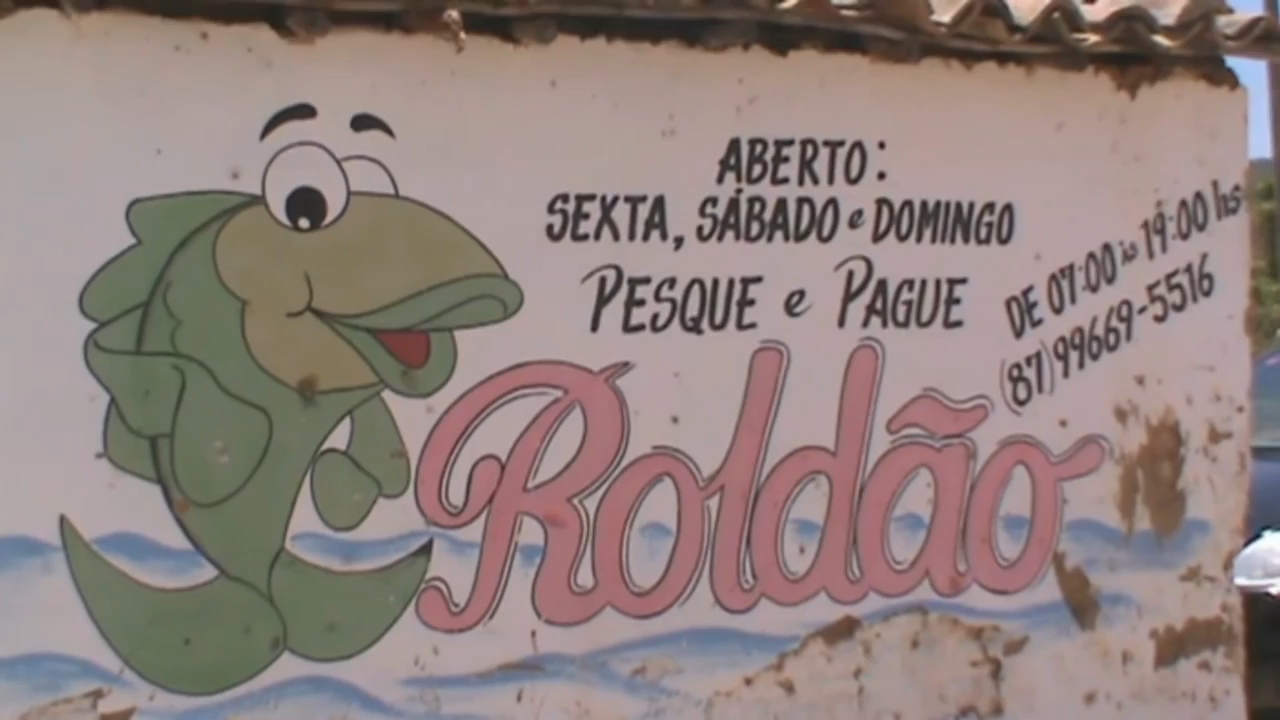 ABERTO:
SEXTA, SÁBADO e DOMINGO
PESQUE e PAGUE
Roldão
DE 07:00 às 19:00 hs
(87)99669-5516